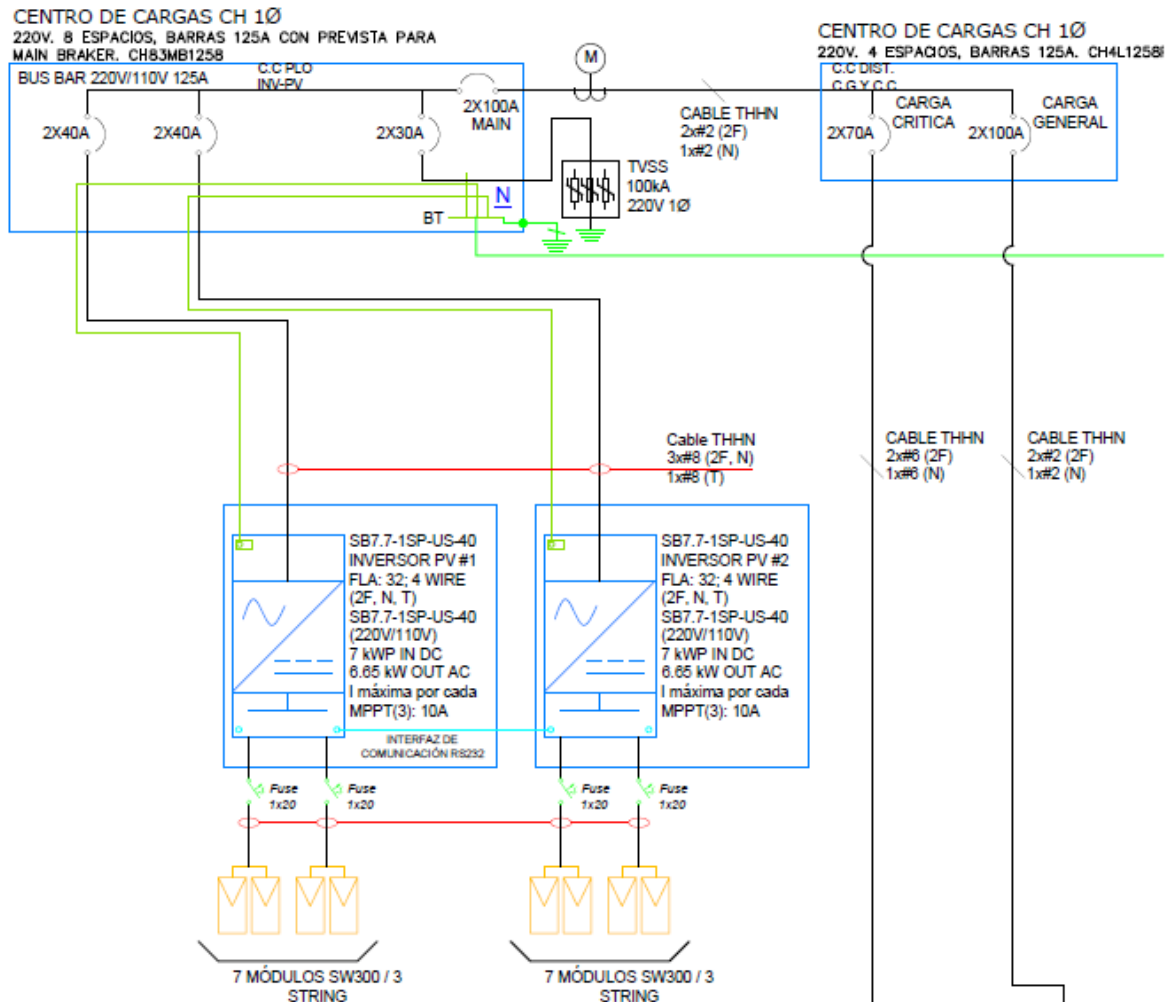 CENTRO DE CARGAS CH 1Ø
220V. 8 ESPACIOS, BARRAS 125A CON PREVISTA PARA
MAIN BRAKER. CH83MB1258
BUS BAR 220V/110V 125A
C.C PLO
INV-PV
2X40A
2X40A
2X30A
2X100A
MAIN
N
BT
M
TVSS
100kA
220V 1Ø
CABLE THHN
2x#2 (2F)
1x#2 (N)
CENTRO DE CARGAS CH 1Ø
220V. 4 ESPACIOS, BARRAS 125A. CH4L1258
C.C DIST.
C.G Y C.C
2X70A
CARGA
CRITICA
2X100A
CARGA
GENERAL
Cable THHN
3x#8 (2F, N)
1x#8 (T)
CABLE THHN
2x#6 (2F)
1x#6 (N)
CABLE THHN
2x#2 (2F)
1x#2 (N)
SB7.7-1SP-US-40
INVERSOR PV #1
FLA: 32; 4 WIRE
(2F, N, T)
SB7.7-1SP-US-40
(220V/110V)
7 kWP IN DC
6.65 kW OUT AC
I máxima por cada
MPPT(3): 10A
SB7.7-1SP-US-40
INVERSOR PV #2
FLA: 32; 4 WIRE
(2F, N, T)
SB7.7-1SP-US-40
(220V/110V)
7 kWP IN DC
6.65 kW OUT AC
I máxima por cada
MPPT(3): 10A
INTERFAZ DE
COMUNICACIÓN RS232
Fuse
1x20
Fuse
1x20
Fuse
1x20
Fuse
1x20
7 MÓDULOS SW300 / 3
STRING
7 MÓDULOS SW300 / 3
STRING